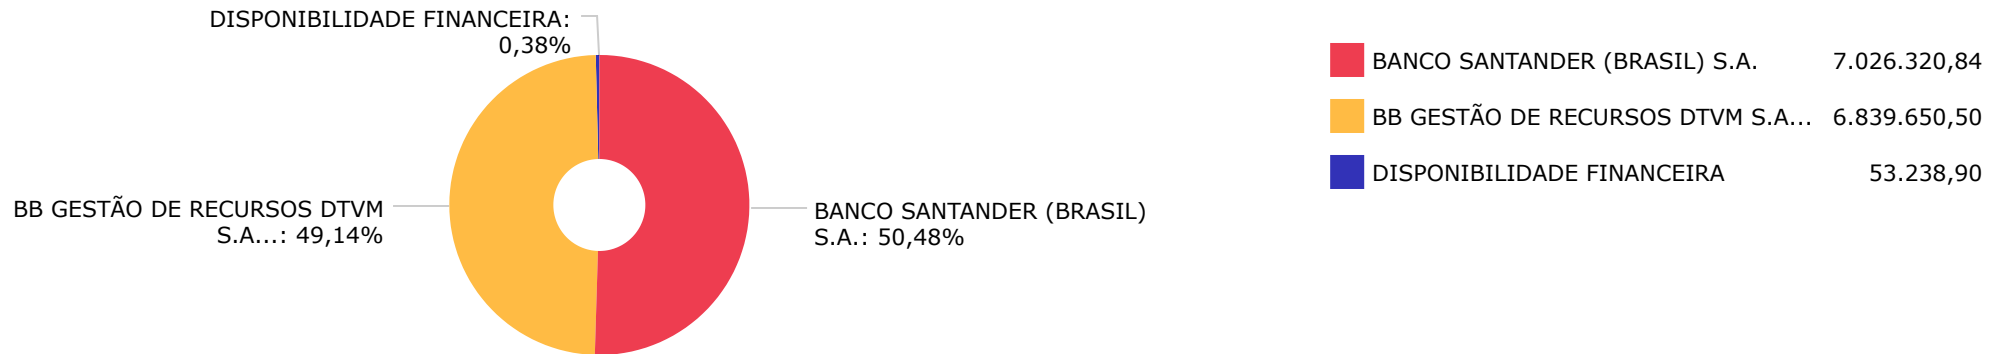 DISPONIBILIDADE FINANCEIRA:
0,38%
BB GESTÃO DE RECURSOS DTVM
S.A...: 49,14%
BANCO SANTANDER (BRASIL)
S.A.: 50,48%
BANCO SANTANDER (BRASIL) S.A. 7.026.320,84
BB GESTÃO DE RECURSOS DTVM S.A... 6.839.650,50
DISPONIBILIDADE FINANCEIRA 53.238,90